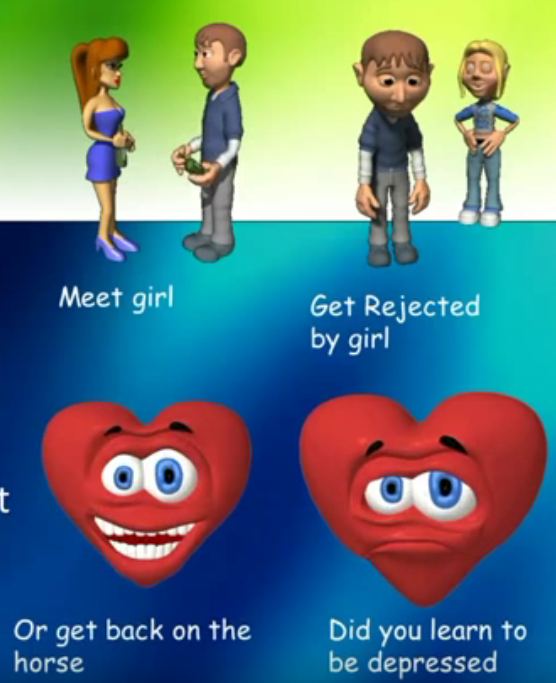 Meet girl
Get Rejected
by girl
t
Or get back on the
horse
Did you learn to
be depressed